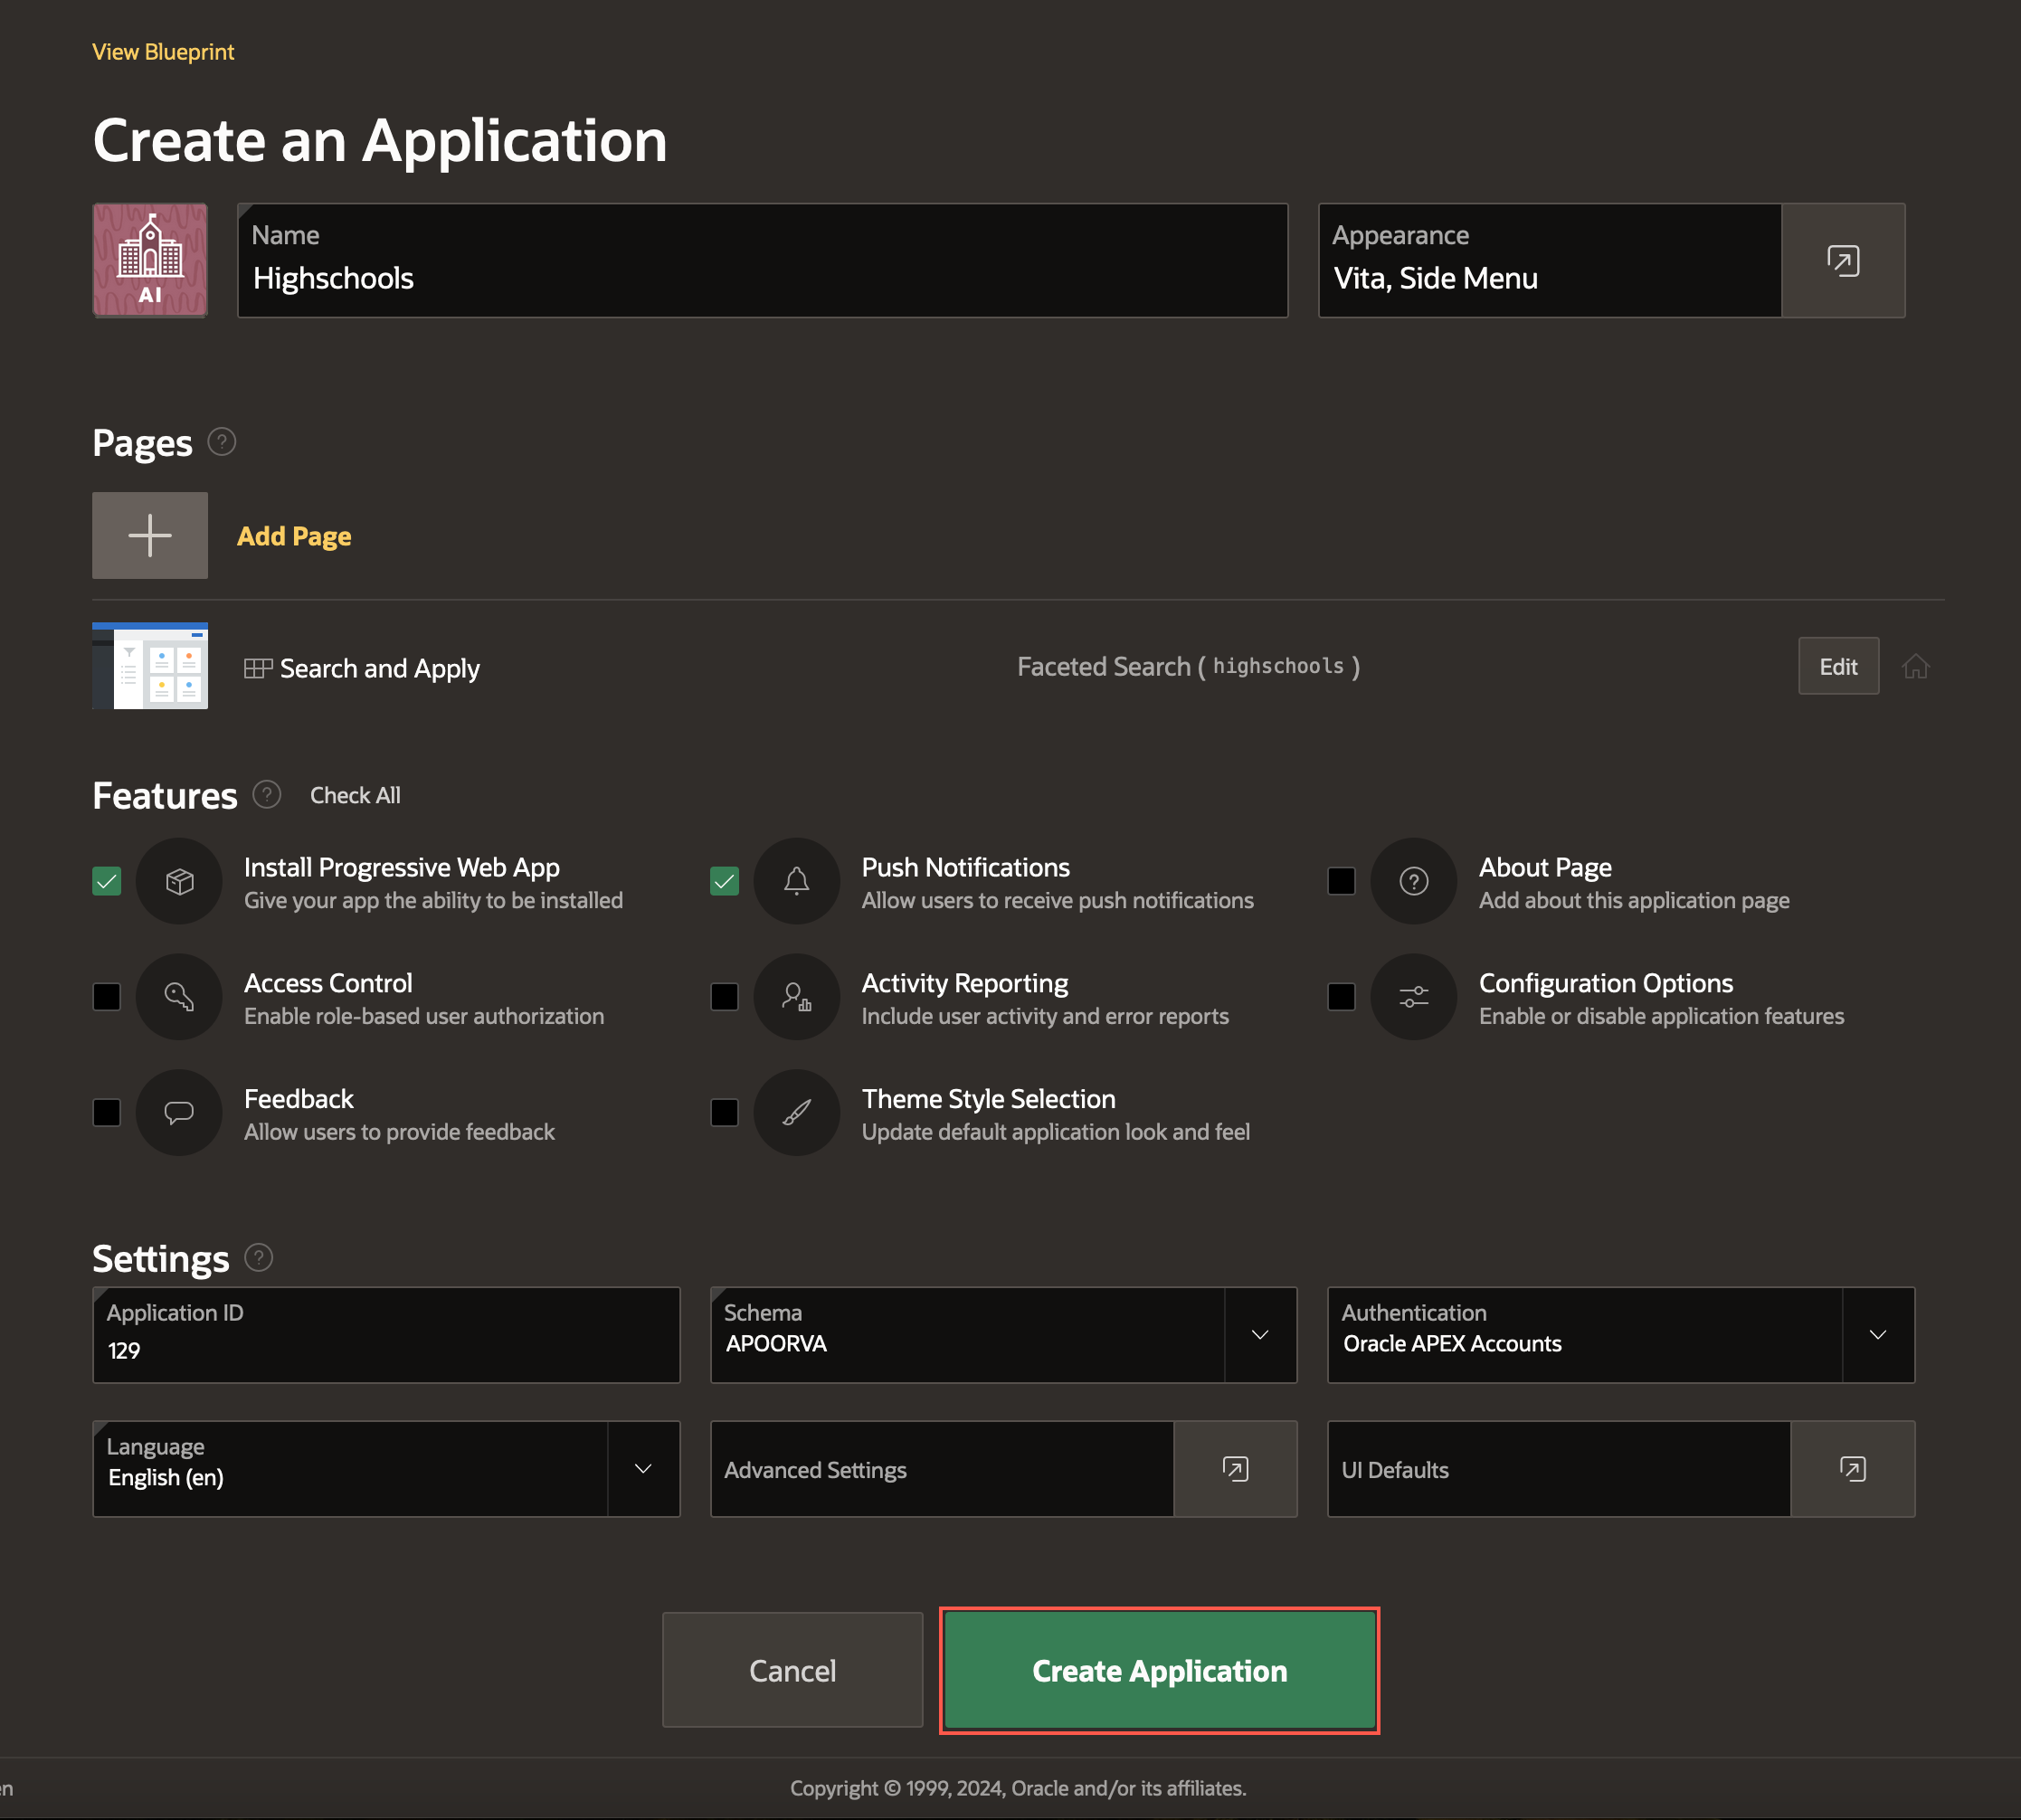 View Blueprint
Create an Application
AI
Name
Highschools
Appearance
Vita, Side Menu
Pages ?
Add Page
Search and Apply
Faceted Search ( highschools )
Edit
Features ? Check All
Install Progressive Web App
Give your app the ability to be installed
Push Notifications
Allow users to receive push notifications
?
About Page
Add about this application page
Access Control
Enable role-based user authorization
Activity Reporting
Include user activity and error reports
Configuration Options
Enable or disable application features
Feedback
Allow users to provide feedback
Theme Style Selection
Update default application look and feel
Settings ?
Application ID
129
Schema
APOORVA
Authentication
Oracle APEX Accounts
Language
English (en)
Advanced Settings
UI Defaults
Cancel
Create Application
en
Copyright © 1999, 2024, Oracle and/or its affiliates.